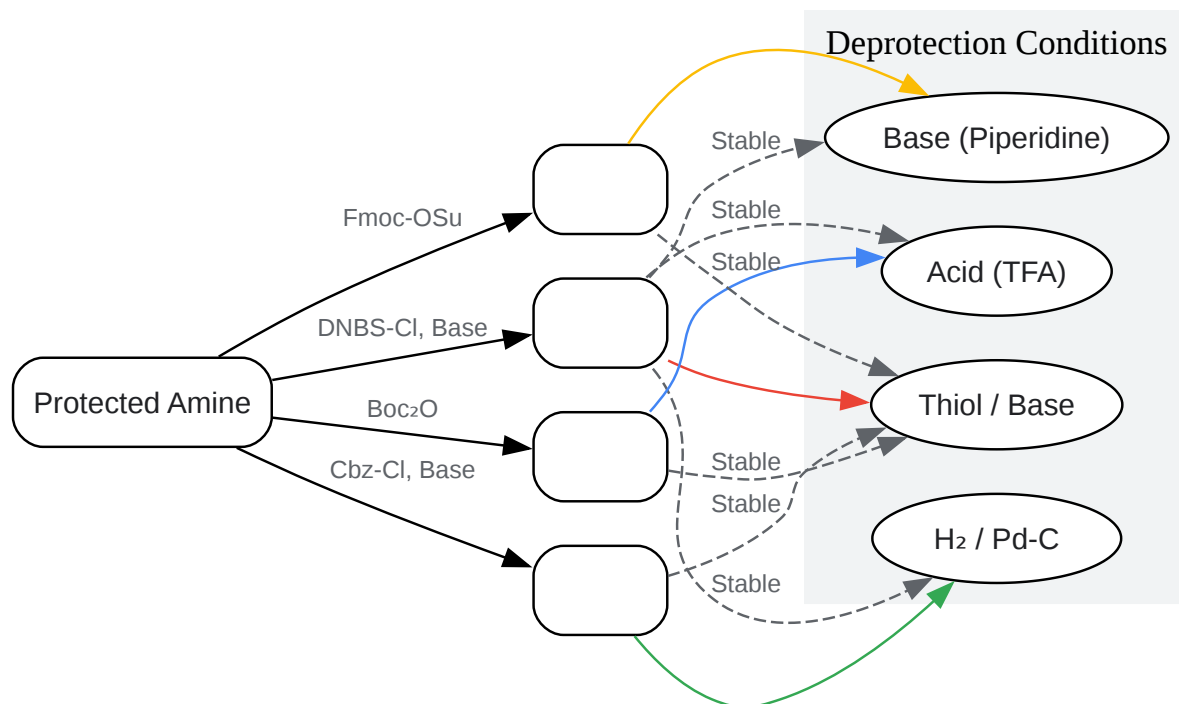 Deprotection Conditions
Base (Piperidine)
Stable
Stable
Fmoc-OSu
Stable
Acid (TFA)
DNBS-Cl, Base
Protected Amine
Boc₂O
Thiol / Base
Cbz-Cl, Base
Stable
Stable
H₂ / Pd-C
Stable